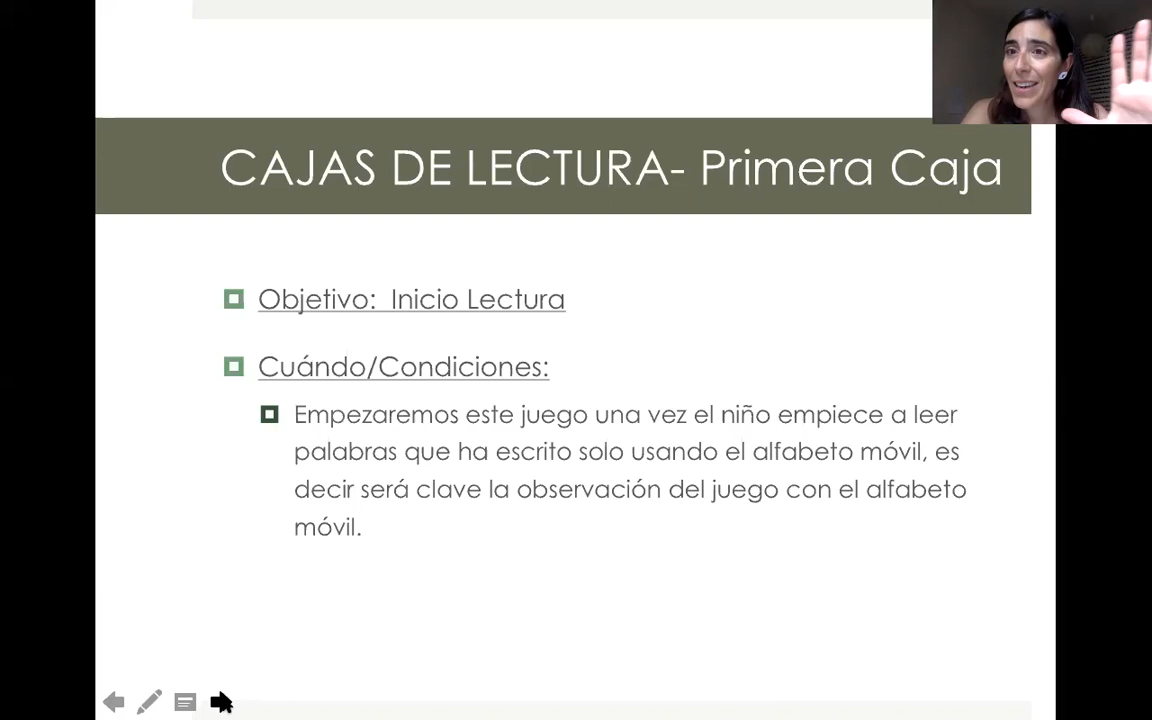 CAJAS DE LECTURA- Primera Caja
Objetivo: Inicio Lectura
Cuándo/Condiciones:
Empezaremos este juego una vez el niño empiece a leer
palabras que ha escrito solo usando el alfabeto móvil, es
decir será clave la observación del juego con el alfabeto
móvil.